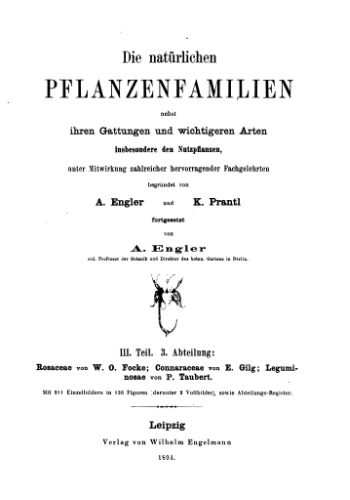 Die natürlichen
PFLANZENFAMILIEN
nebst
ihren Gattungen und wichtigeren Arten
insbesondere den Nutzpflanzen,
unter Mitwirkung zahlreicher hervorragender Fachgelehrten
begründet von
A. Engler und K. Prantl
fortgesetzt
von
A. Engler
ord. Professor der Botanik und Direktor des botan. Gartens in Berlin.
III. Teil. 3. Abteilung:
Rosaceae von W. O. Focke; Connaraceae von E. Gilg; Legumi-
nosae von P. Taubert.
Mit Einzelbildern in Figuren (darunter 2 Vollbilder), sowie Abteilungs-Register.
Leipzig
Verlag von Wilhelm Engelmann
1894.